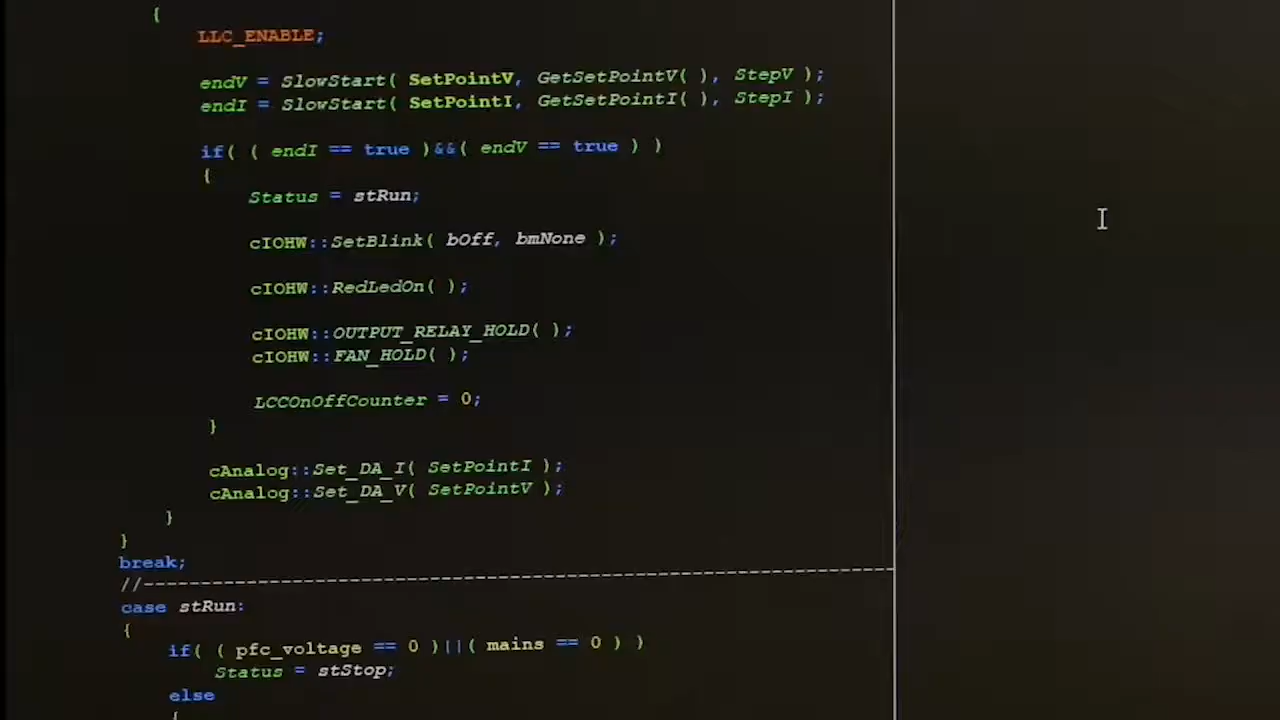 {
LLC_ENABLE;
endV = SlowStart( SetPointV, GetSetPointV( ), StepV );
endI = SlowStart( SetPointI, GetSetPointI( ), StepI );
if( ( endI == true )&&( endV == true ) )
{
Status = stRun;
cIOHW::SetBlink( bOff, bmNone );
cIOHW::RedLedOn( );
cIOHW::OUTPUT_RELAY_HOLD( );
cIOHW::FAN_HOLD( );
LCCOnOffCounter = 0;
}
cAnalog::Set_DA_I( SetPointI );
cAnalog::Set_DA_V( SetPointV );
}
}
break;
//------------------------------------------------------------------
case stRun:
{
if( ( pfc_voltage == 0 )||( mains == 0 ) )
Status = stStop;
else
{